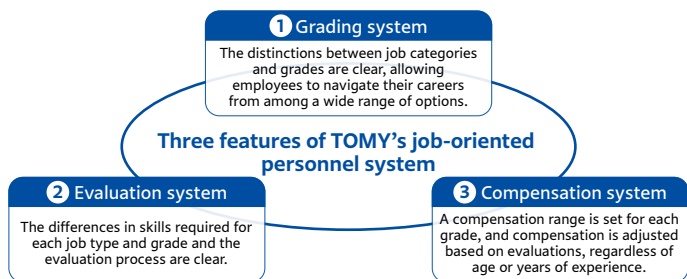 1 Grading system
The distinctions between job categories
and grades are clear, allowing
employees to navigate their careers
from among a wide range of options.
Three features of TOMY's job-oriented
personnel system
2 Evaluation system
The differences in skills required for
each job type and grade and the
evaluation process are clear.
3 Compensation system
A compensation range is set for each
grade, and compensation is adjusted
based on evaluations, regardless of
age or years of experience.